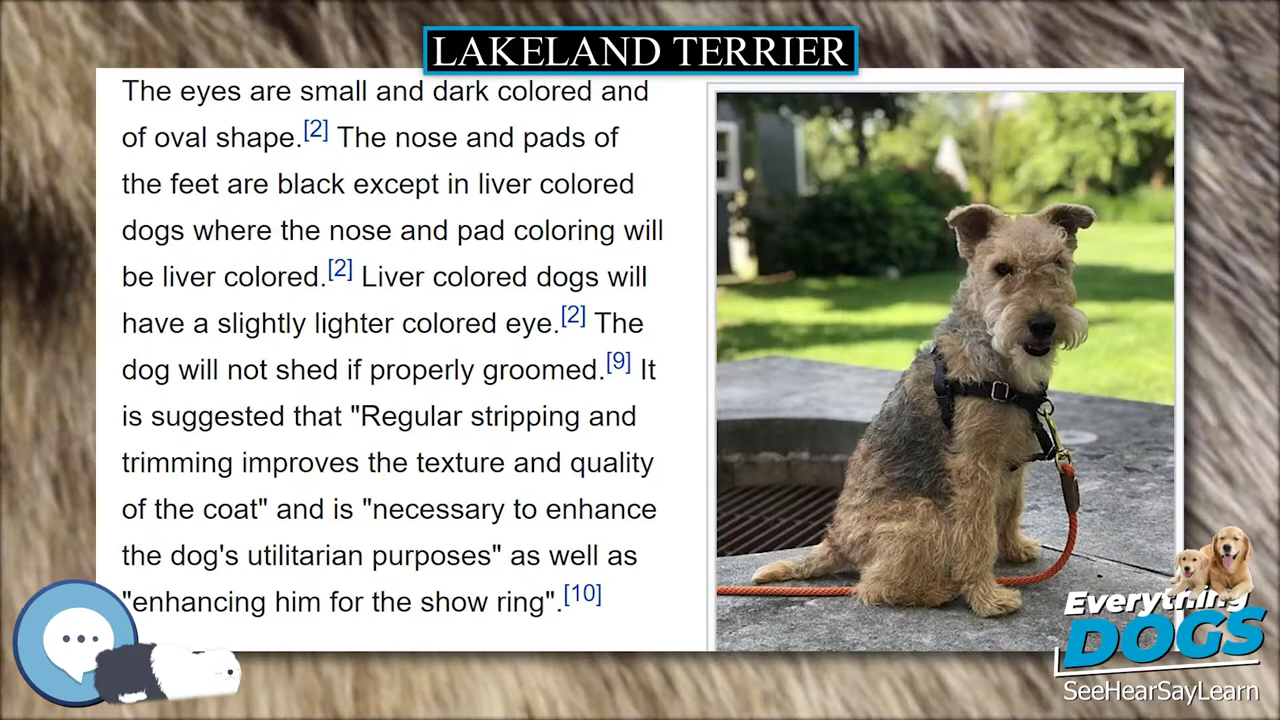 LAKELAND TERRIER
The eyes are small and dark colored and
of oval shape.[2] The nose and pads of
the feet are black except in liver colored
dogs where the nose and pad coloring will
be liver colored.[2] Liver colored dogs will
have a slightly lighter colored eye.[2] The
dog will not shed if properly groomed.[9] It
is suggested that "Regular stripping and
trimming improves the texture and quality
of the coat" and is "necessary to enhance
the dog's utilitarian purposes" as well as
"enhancing him for the show ring".[10]
Everything
DOGS
SeeHearSayLearn